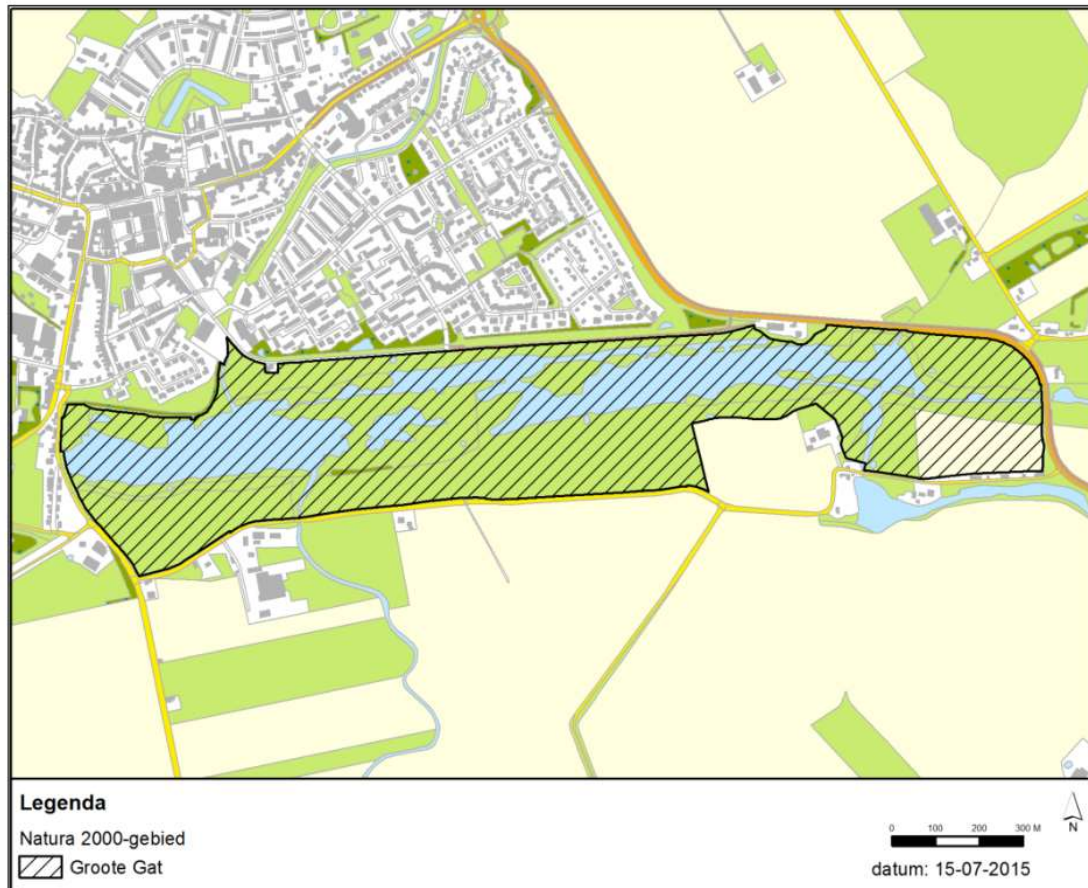 Legenda
Natura 2000-gebied
Groote Gat
0 100 200 300 M
N
datum: 15-07-2015